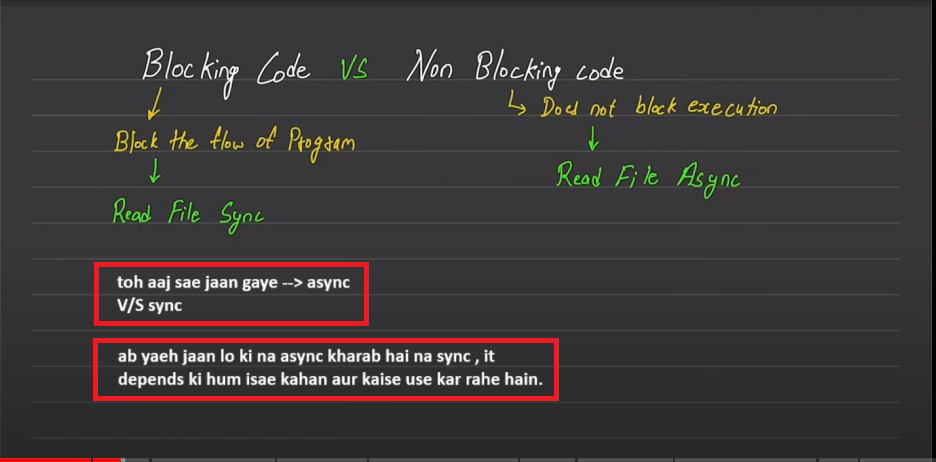 Blocking Code VS Non Blocking code
Block the flow of Program
Read File Sync
↳ Does not block execution
Read File Async
toh aaj sae jaan gaye --> async
V/S sync
ab yaeh jaan lo ki na async kharab hai na sync , it
depends ki hum isae kahan aur kaise use kar rahe hain.